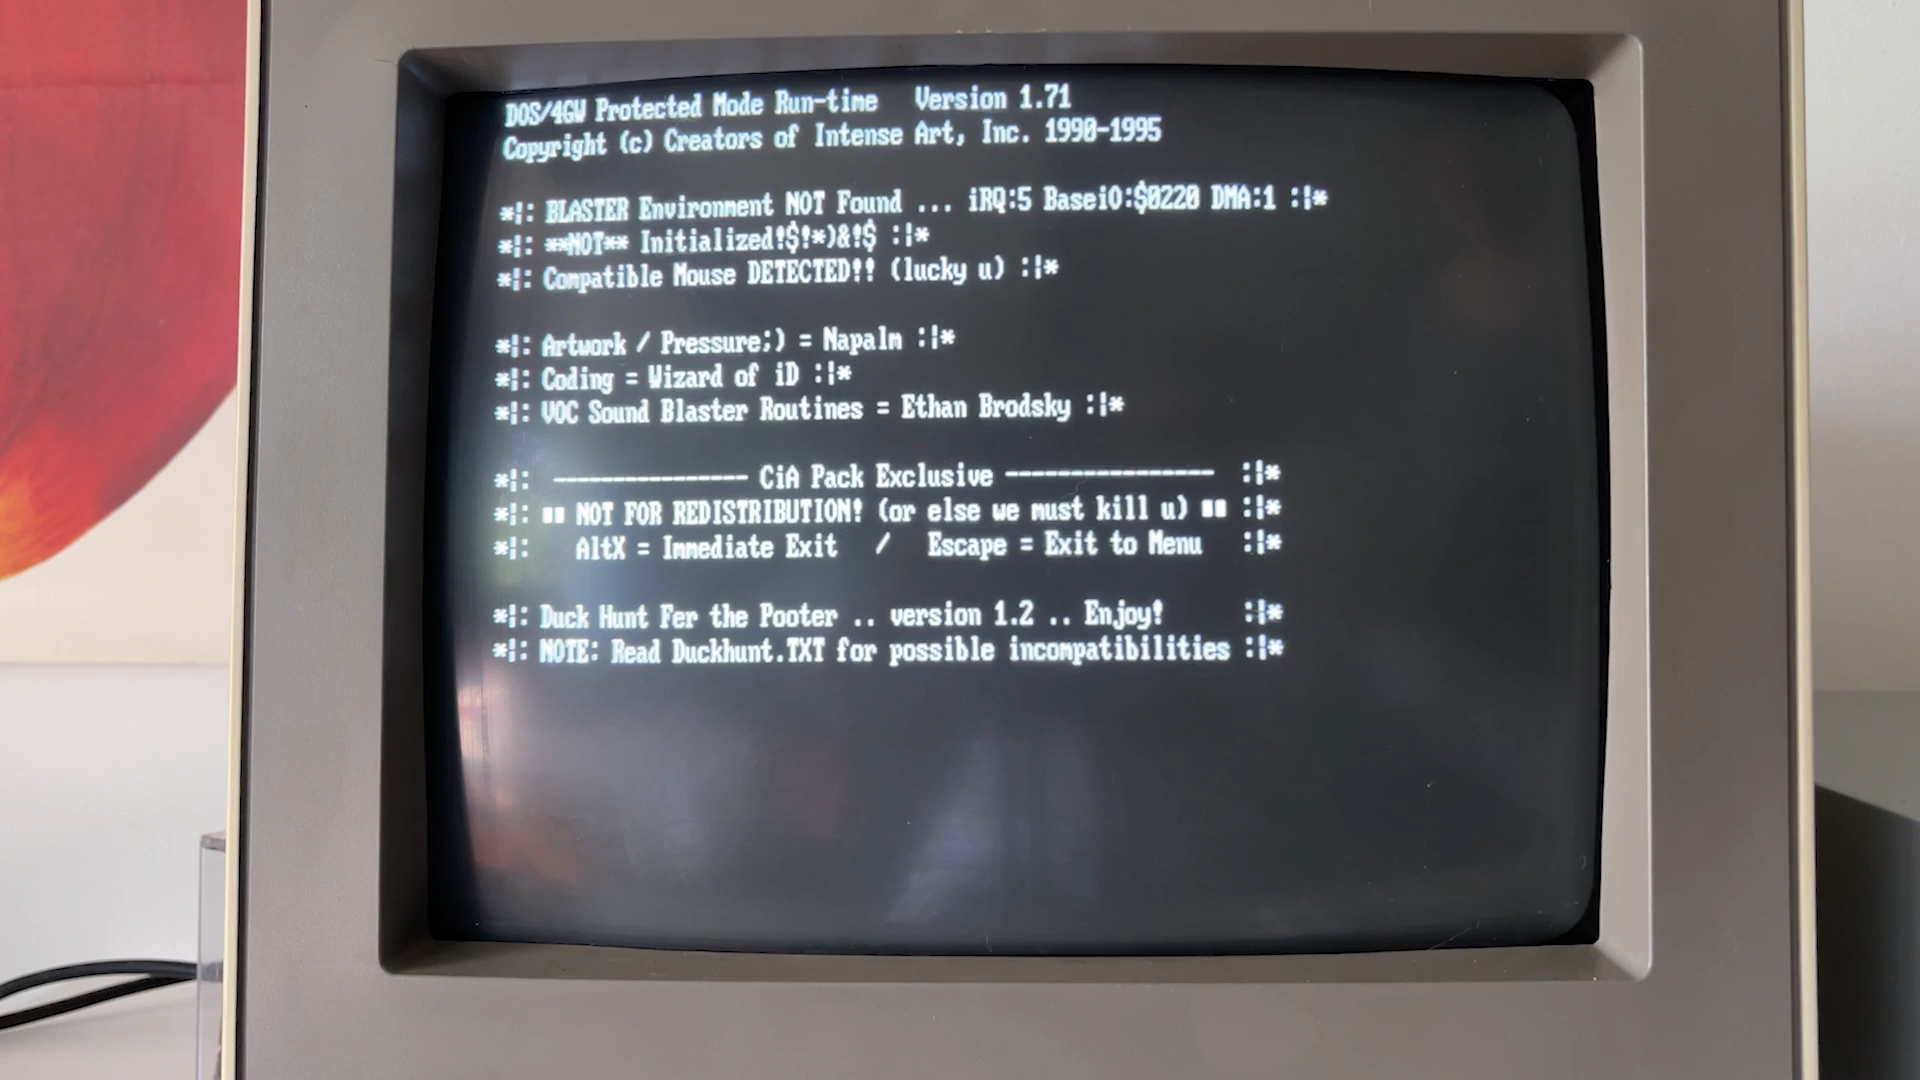 DOS/4GW Protected Mode Run-time   Version 1.71
Copyright (c) Creators of Intense Art, Inc. 1990-1995
*|: BLASTER Environment NOT Found ... iRQ:5 BaseiO:$0220 DMA:1 :|*
*|: **NOT** Initialized!$!*)&!$ :|*
*|: Compatible Mouse DETECTED!! (lucky u) :|*
*|: Artwork / Pressure;) = Napalm :|*
*|: Coding = Wizard of iD :|*
*|: VOC Sound Blaster Routines = Ethan Brodsky :|*
*|: ---------------- CiA Pack Exclusive ----------------- :|*
*|: ■■ NOT FOR REDISTRIBUTION! (or else we must kill u) ■■ :|*
*|:    AltX = Immediate Exit   /   Escape = Exit to Menu   :|*
*|: Duck Hunt Fer the Pooter .. version 1.2 .. Enjoy!      :|*
*|: NOTE: Read Duckhunt.TXT for possible incompatibilities :|*